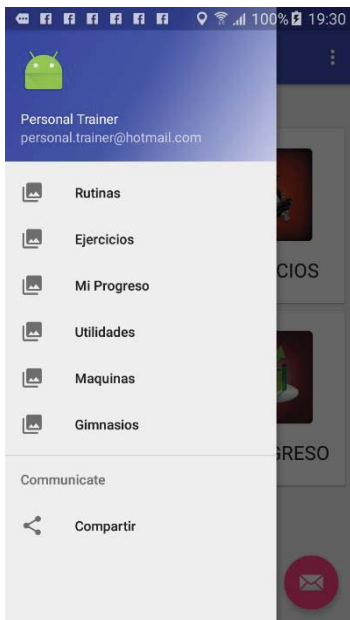 100% 19:30
Personal Trainer
personal.trainer@hotmail.com
Rutinas
Ejercicios
CIOS
Mi Progreso
Utilidades
Maquinas
Gimnasios
GRESO
Communicate
Compartir